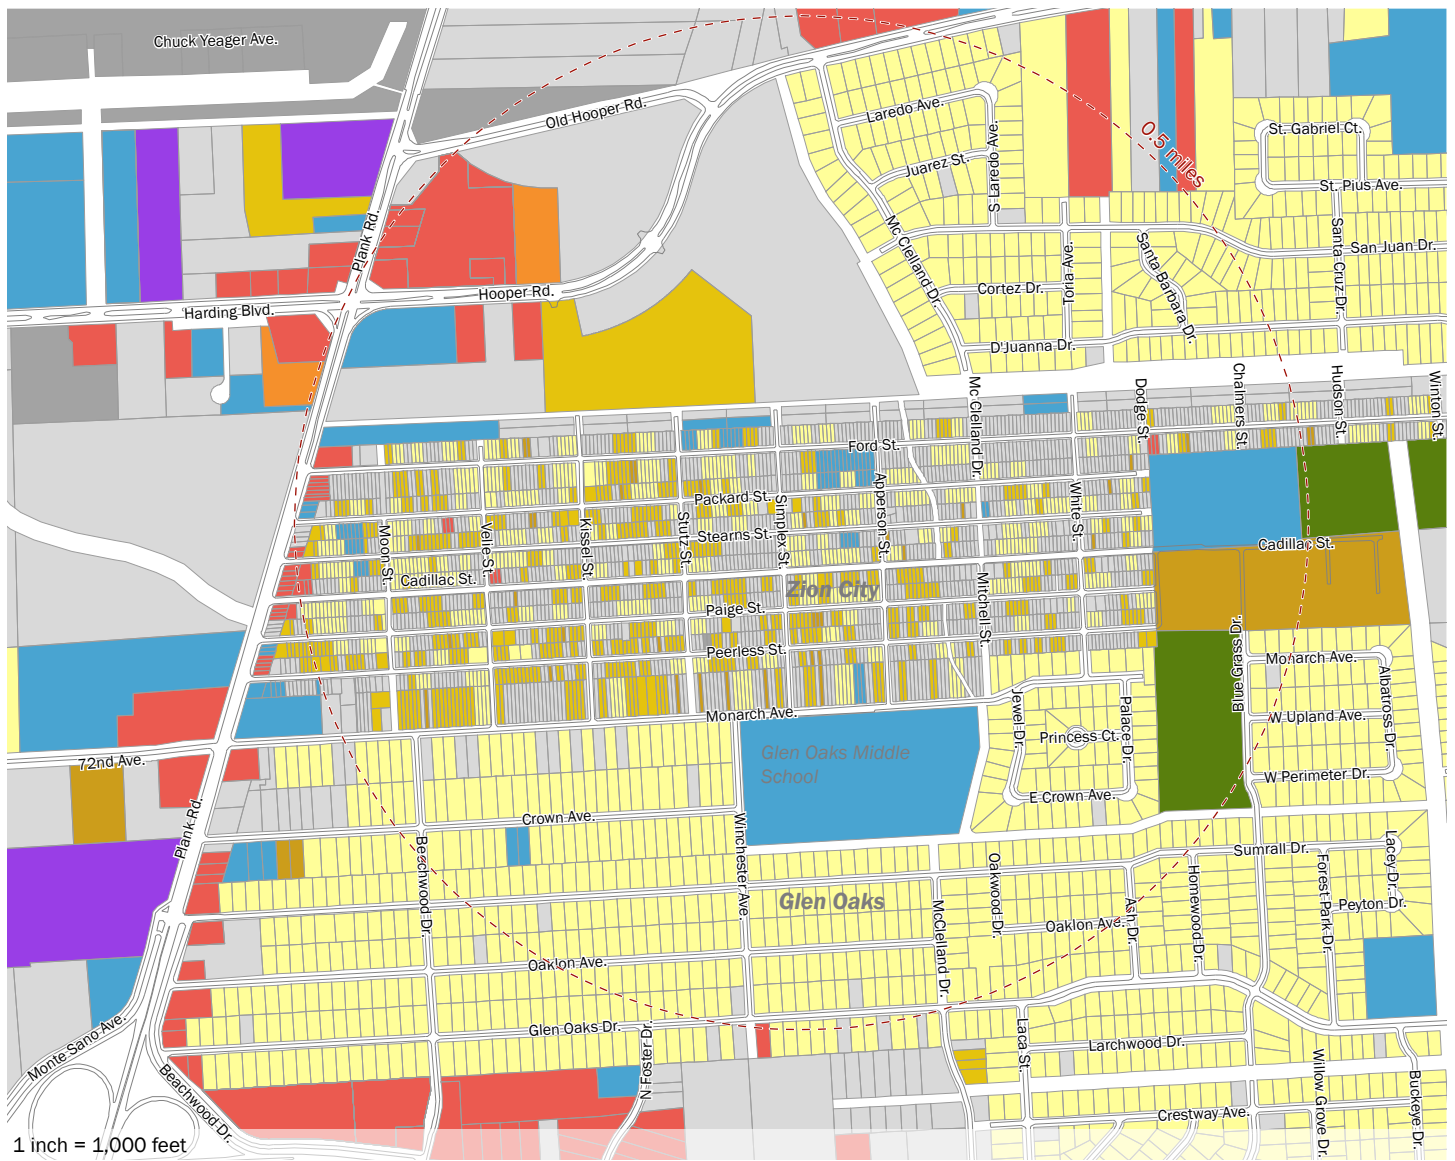 Chuck Yeager Ave.
Old Hooper Rd.
Laredo Ave.
Juarez St.
S Laredo Ave.
0.5 miles
St. Gabriel Ct.
St. Pius Ave.
San Juan Dr.
Santa Cruz Dr.
Santa Barbara Dr.
Toria Ave.
Mc Clelland Dr.
Cortez Dr.
D'Juanna Dr.
Plank Rd.
Hooper Rd.
Harding Blvd.
Mc Clelland Dr.
Dodge St.
Chalmers St.
Hudson St.
Winton St.
Ford St.
Packard St.
Stearns St.
Cadillac St.
Cadillac St.
Moon St.
Velie St.
Kissel St.
Stutz St.
Simplex St.
Apperson St.
White St.
Mitchell St.
Zion City
Paige St.
Peerless St.
Monarch Ave.
Monarch Ave.
Blue Grass Dr.
Albatross Dr.
W Upland Ave.
W Perimeter Dr.
Jewel Dr.
Palace Dr.
Princess Ct.
E Crown Ave.
Glen Oaks Middle
School
72nd Ave.
Plank Rd.
Crown Ave.
Beechwood Dr.
Winchester Ave.
Glen Oaks
McClelland Dr.
Oakwood Dr.
Oaklon Ave.
Oaklon Ave.
Ash Dr.
Homewood Dr.
Sumrall Dr.
Forest Park Dr.
Lacey Dr.
Peyton Dr.
Glen Oaks Dr.
N Foster Dr.
Laca St.
Larchwood Dr.
Crestway Ave.
Willow Grove Dr.
Buckeye Dr.
Monte Sano Ave.
Beachwood Dr.
1 inch = 1,000 feet